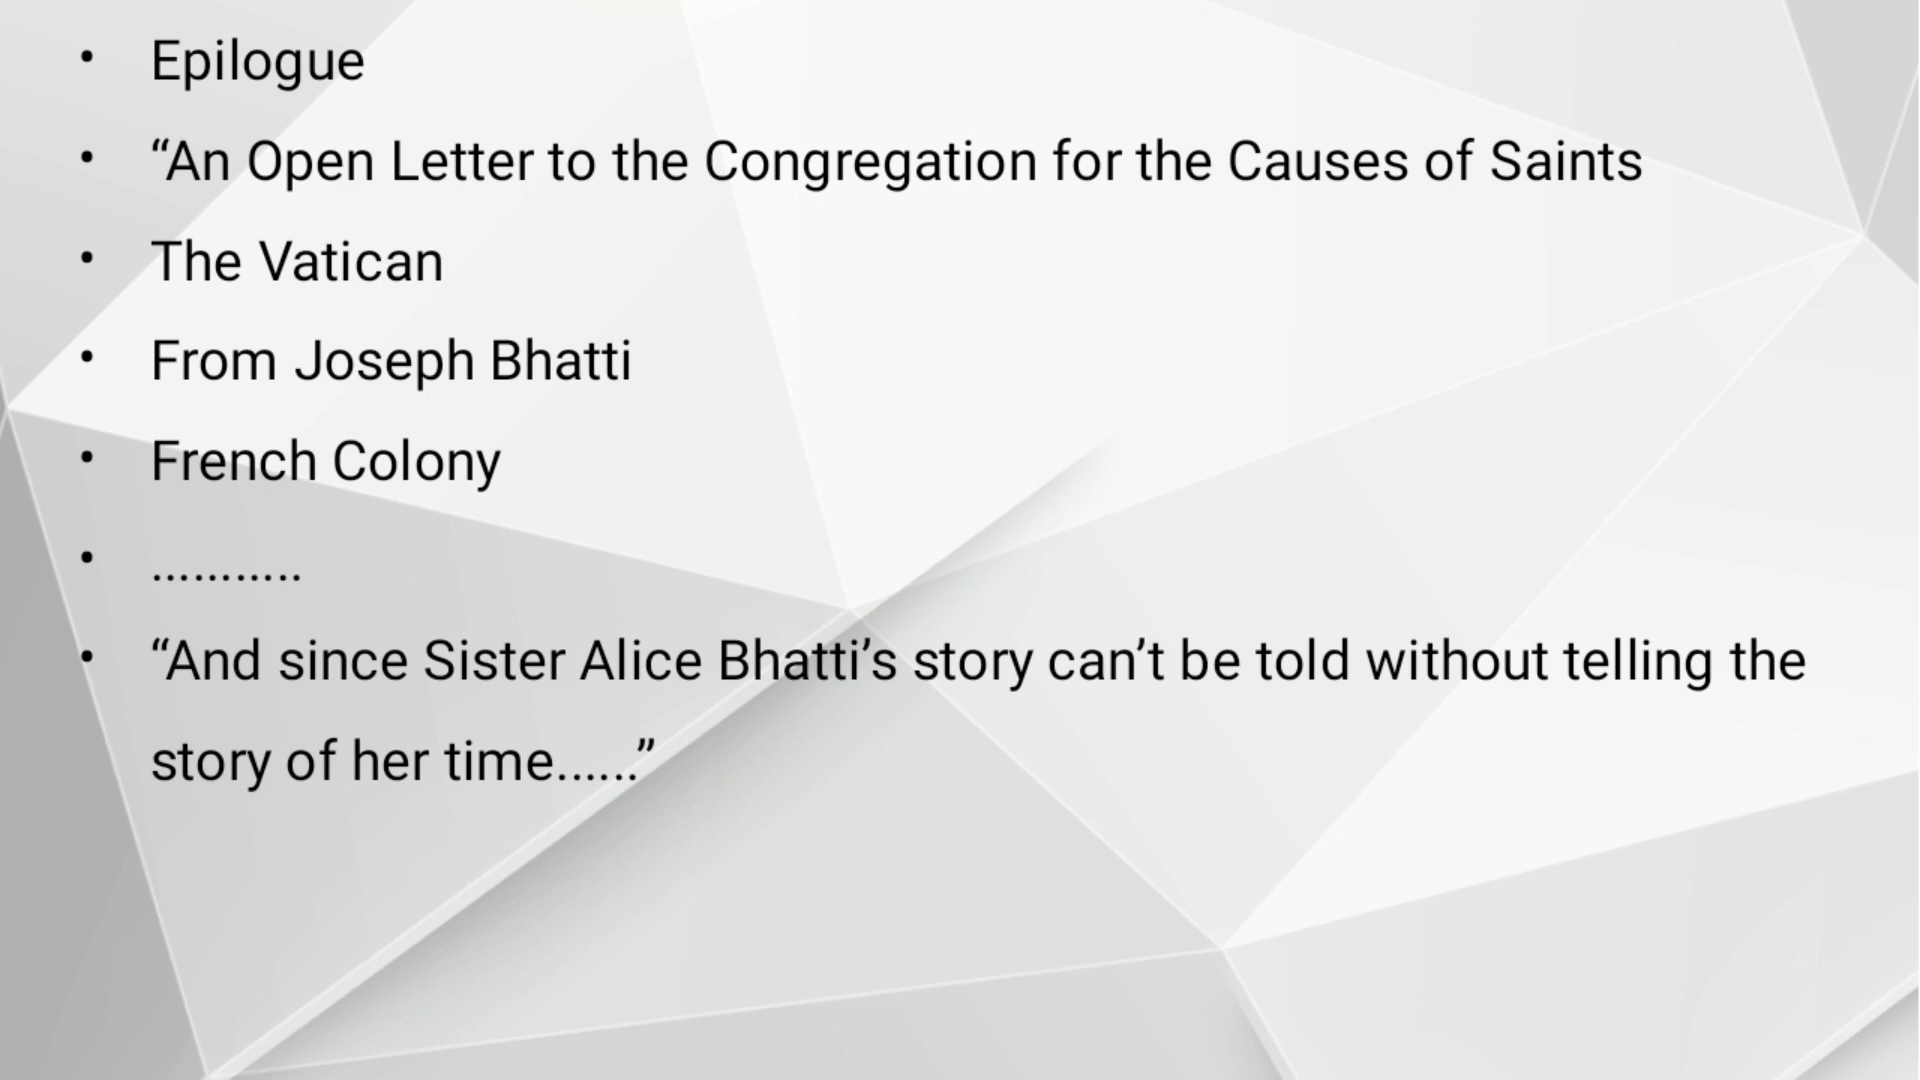 • Epilogue
• “An Open Letter to the Congregation for the Causes of Saints
• The Vatican
• From Joseph Bhatti
• French Colony
• ...........
• “And since Sister Alice Bhatti’s story can’t be told without telling the
story of her time......”